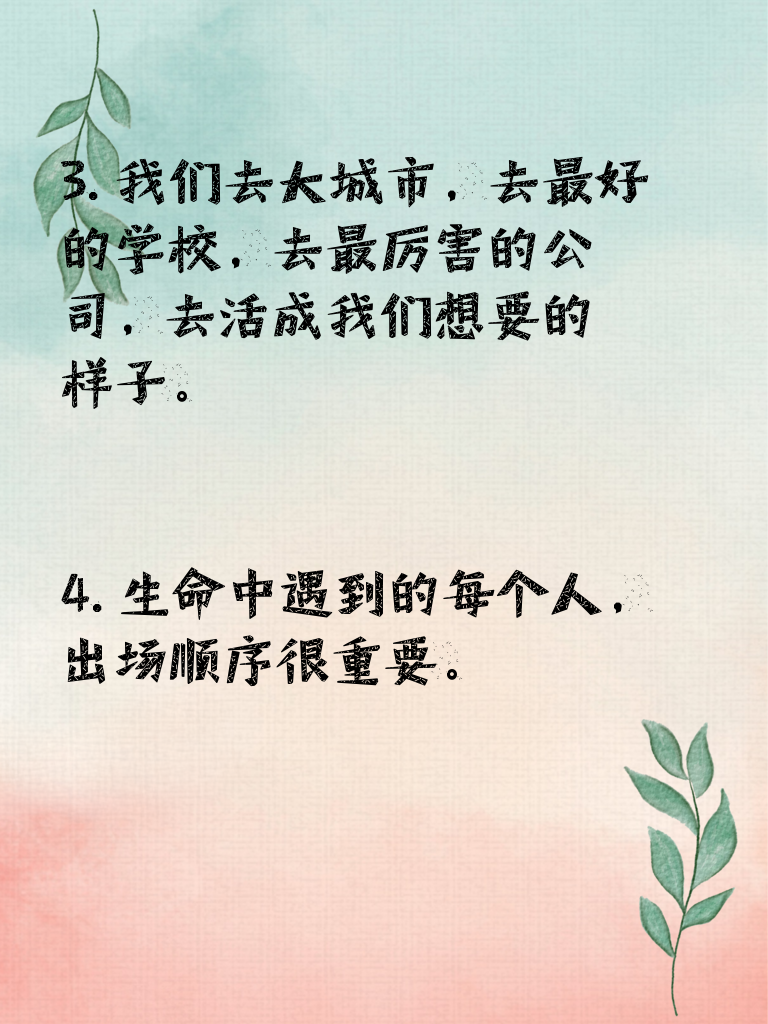 3. 我们去大城市，去最好
的学校，去最厉害的公
司，去活成我们想要的
样子。
4. 生命中遇到的每个人，
出场顺序很重要。